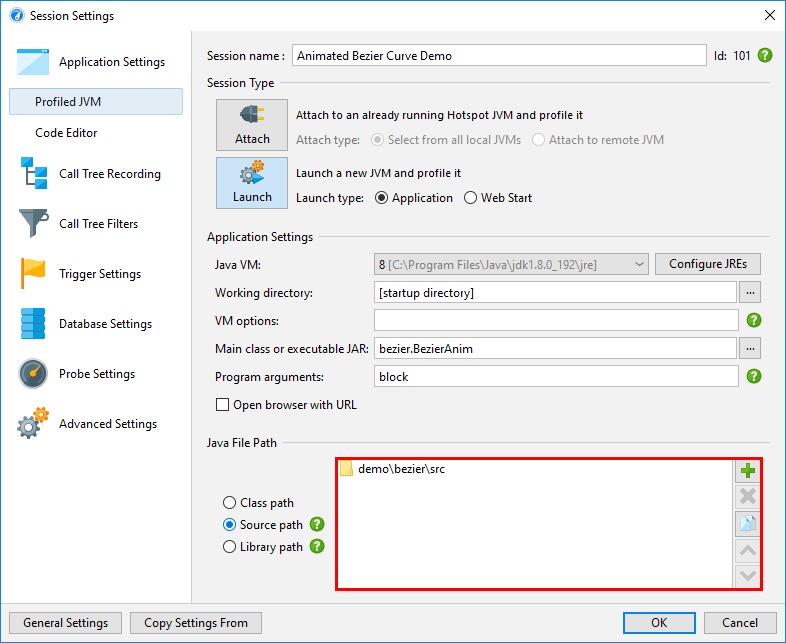 Session Settings
Application Settings
Profiled JVM
Code Editor
Call Tree Recording
Call Tree Filters
Trigger Settings
Database Settings
Probe Settings
Advanced Settings
Session name : Animated Bezier Curve Demo Id: 101 ?
Session Type
Attach
Attach to an already running Hotspot JVM and profile it
Attach type: Select from all local JVMs Attach to remote JVM
Launch
Launch a new JVM and profile it
Launch type: Application Web Start
Application Settings
Java VM: 8 [C:\Program Files\Java\jdk1.8.0_192\jre] Configure JREs
Working directory: [startup directory] ...
VM options: ?
Main class or executable JAR: bezier.BezierAnim ...
Program arguments: block ?
Open browser with URL
Java File Path
demo\bezier\src
Class path
Source path ?
Library path ?
General Settings Copy Settings From OK Cancel